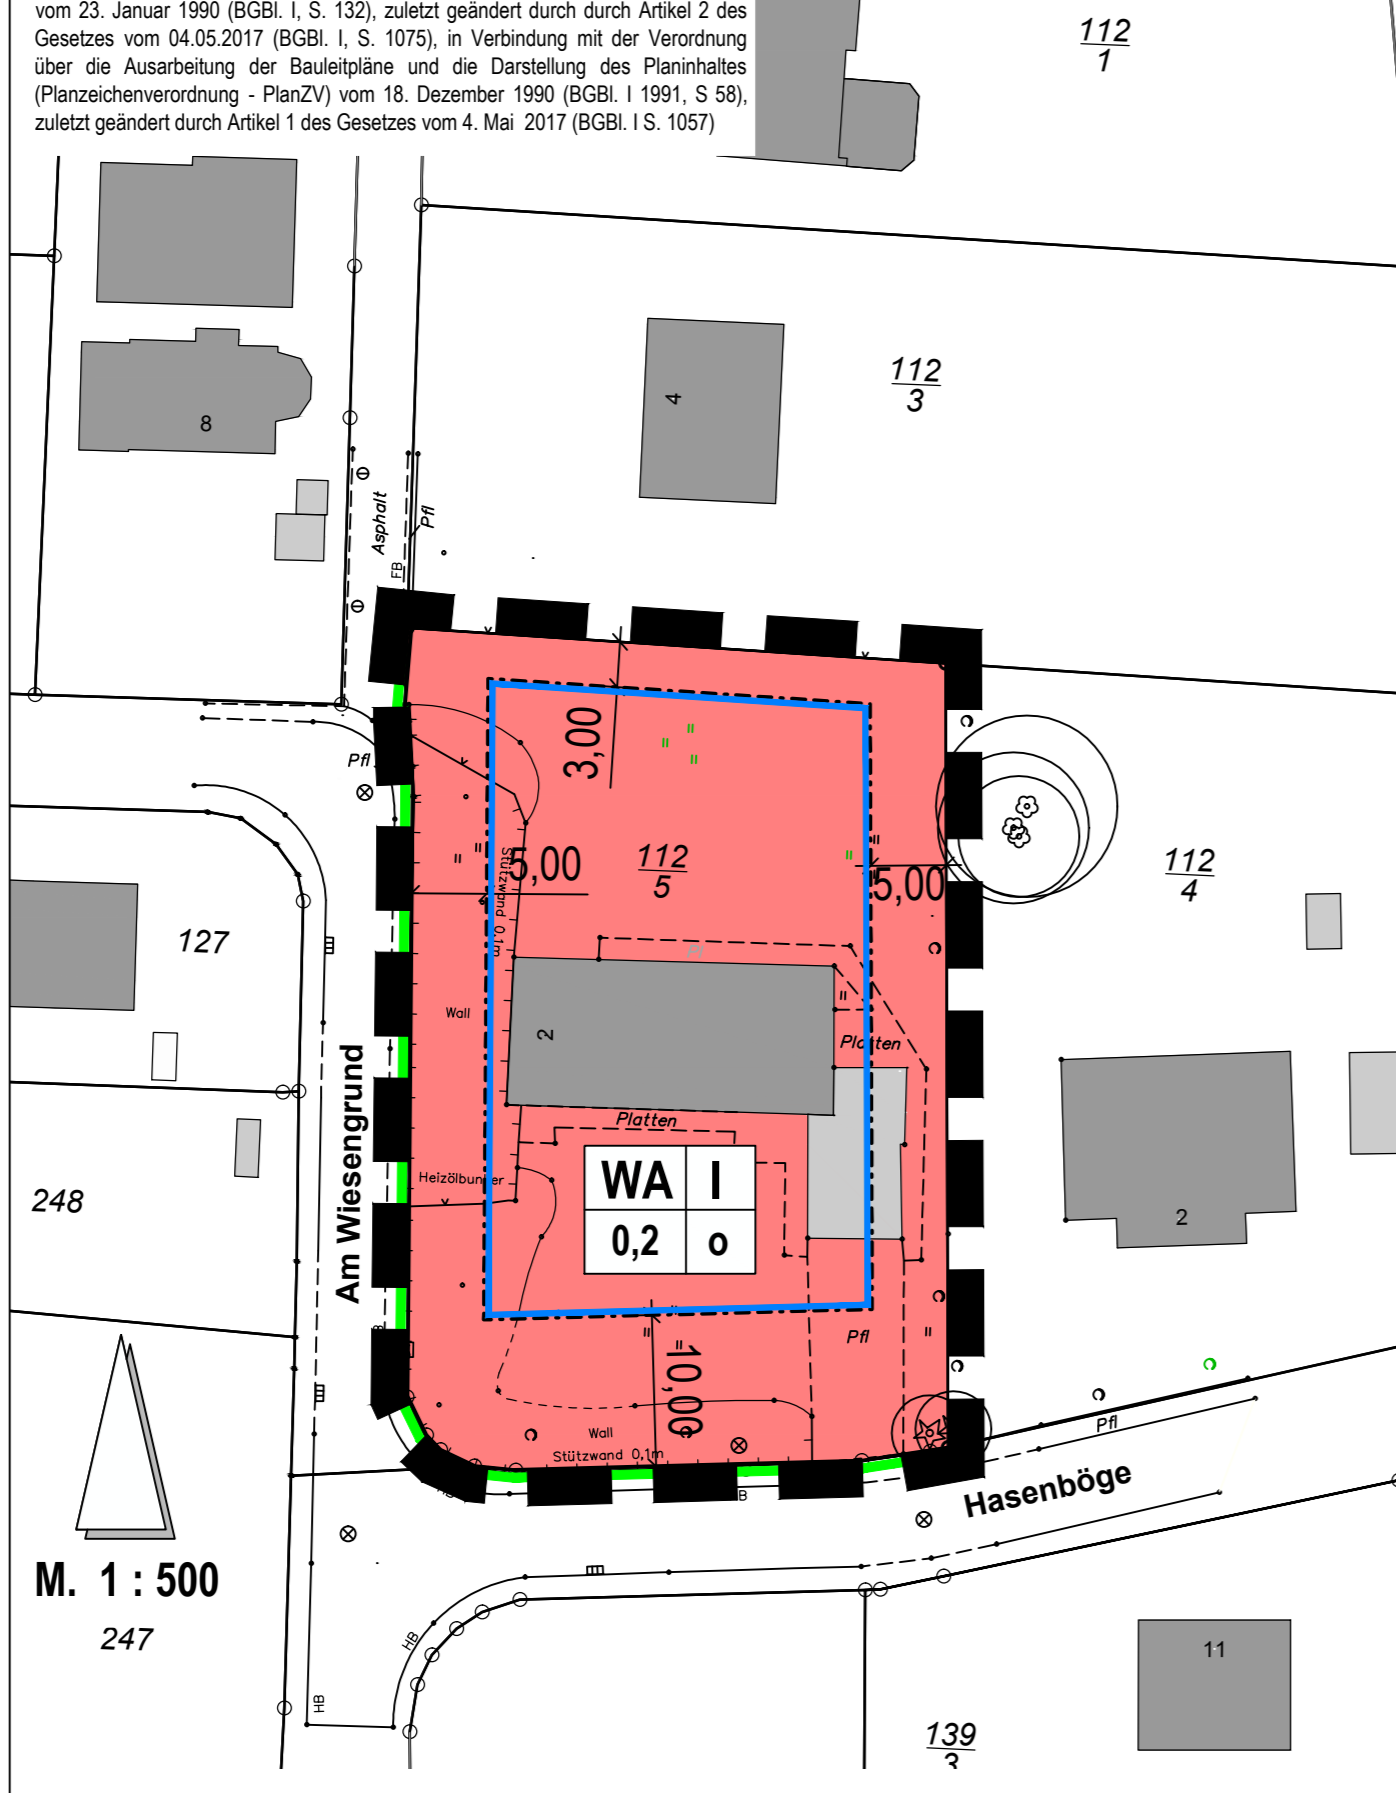 vom 23. Januar 1990 (BGBl. I, S. 132), zuletzt geändert durch durch Artikel 2 des
Gesetzes vom 04.05.2017 (BGBl. I, S. 1075), in Verbindung mit der Verordnung
über die Ausarbeitung der Bauleitpläne und die Darstellung des Planinhaltes
(Planzeichenverordnung - PlanZV) vom 18. Dezember 1990 (BGBl. I 1991, S 58),
zuletzt geändert durch Artikel 1 des Gesetzes vom 4. Mai 2017 (BGBl. I S. 1057)
112
1
112
3
4
8
Asphalt
Pfl
FB
Pfl
3,00
5,00
112
5
5,00
112
4
Stützwand 0,1m
127
Wall
2
Platten
Am Wiesengrund
Platten
Heizölbunker
WA I
0,2 o
248
2
Pfl
10,00
Wall
Stützwand 0,1m
Pfl
Hasenböge
B
M. 1 : 500
247
HB
HB
11
139
3